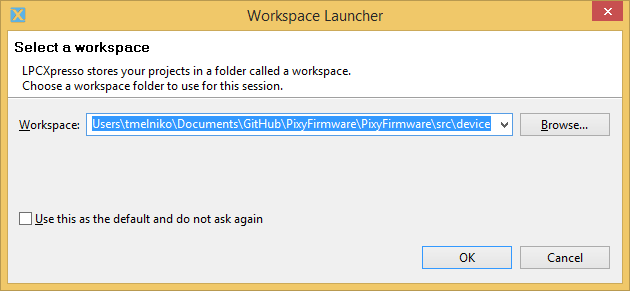 Workspace Launcher
Select a workspace
LPCXpresso stores your projects in a folder called a workspace.
Choose a workspace folder to use for this session.
Workspace: Users\tmelniko\Documents\GitHub\PixyFirmware\PixyFirmware\src\device Browse...
Use this as the default and do not ask again
OK Cancel